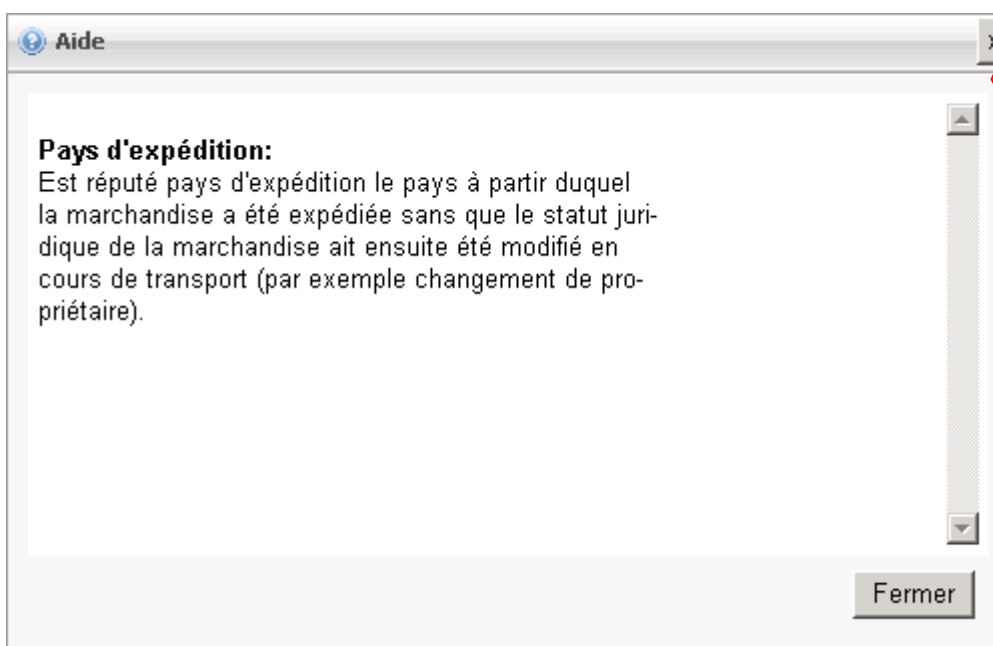 Aide
Pays d'expédition:
Est réputé pays d'expédition le pays à partir duquel
la marchandise a été expédiée sans que le statut juri-
dique de la marchandise ait ensuite été modifié en
cours de transport (par exemple changement de pro-
priétaire).
Fermer